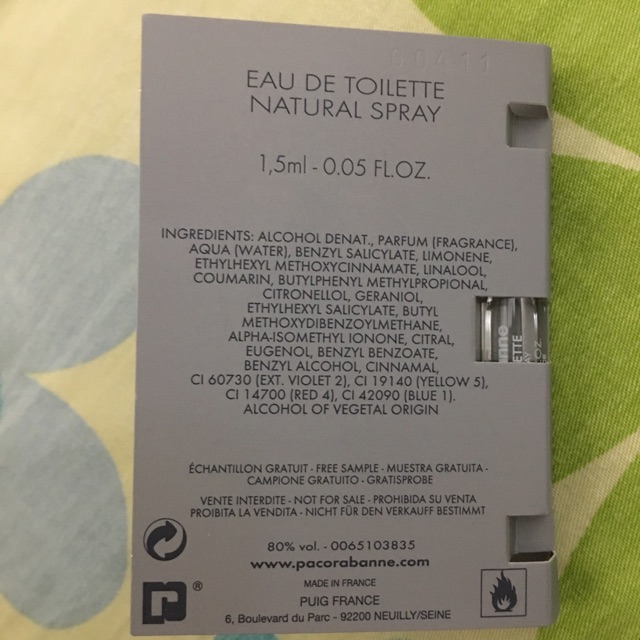 60411
EAU DE TOILETTE
NATURAL SPRAY
1,5ml - 0.05 FL.OZ.
INGREDIENTS: ALCOHOL DENAT., PARFUM (FRAGRANCE),
AQUA (WATER), BENZYL SALICYLATE, LIMONENE,
ETHYLHEXYL METHOXYCINNAMATE, LINALOOL,
COUMARIN, BUTYLPHENYL METHYLPROPIONAL,
CITRONELLOL, GERANIOL,
ETHYLHEXYL SALICYLATE, BUTYL
METHOXYDIBENZOYLMETHANE,
ALPHA-ISOMETHYL IONONE, CITRAL,
EUGENOL, BENZYL BENZOATE,
BENZYL ALCOHOL, CINNAMAL,
CI 60730 (EXT. VIOLET 2), CI 19140 (YELLOW 5),
CI 14700 (RED 4), CI 42090 (BLUE 1).
ALCOHOL OF VEGETAL ORIGIN
ÉCHANTILLON GRATUIT - FREE SAMPLE - MUESTRA GRATUITA -
CAMPIONE GRATUITO - GRATISPROBE
VENTE INTERDITE - NOT FOR SALE - PROHIBIDA SU VENTA
PROIBITA LA VENDITA - NICHT FÜR DEN VERKAUFF BESTIMMT
80% vol. - 0065103835
www.pacorabanne.com
MADE IN FRANCE
PUIG FRANCE
6, Boulevard du Parc - 92200 NEUILLY/SEINE
®